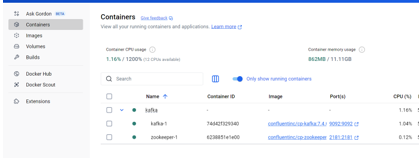 Ask Gordon BETA
Containers
Images
Volumes
Builds
Docker Hub
Docker Scout
Extensions
Containers Give feedback
View all your running containers and applications. Learn more
Container CPU usage
1.16% / 1200% (12 CPUs available)
Container memory usage
862MB / 11.11GB
Search
Only show running containers
Name Container ID Image Port(s) CPU (%)
kafka - - - 1.16%
kafka-1 74d42f329340 confluentinc/cp-kafka:7.4.( 9092:9092 1.04%
zookeeper-1 6238851e1e00 confluentinc/cp-zookeeper 2181:2181 0.12%